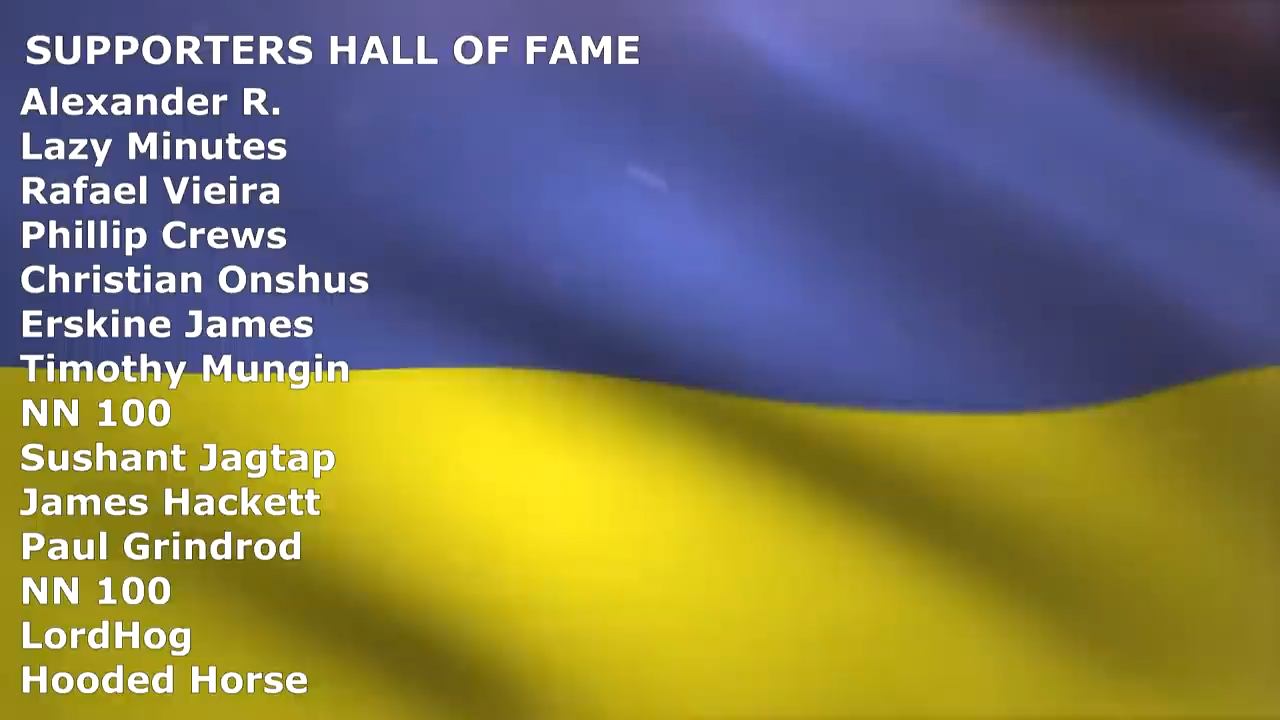 SUPPORTERS HALL OF FAME
Alexander R.
Lazy Minutes
Rafael Vieira
Phillip Crews
Christian Onshus
Erskine James
Timothy Mungin
NN 100
Sushant Jagtap
James Hackett
Paul Grindrod
NN 100
LordHog
Hooded Horse